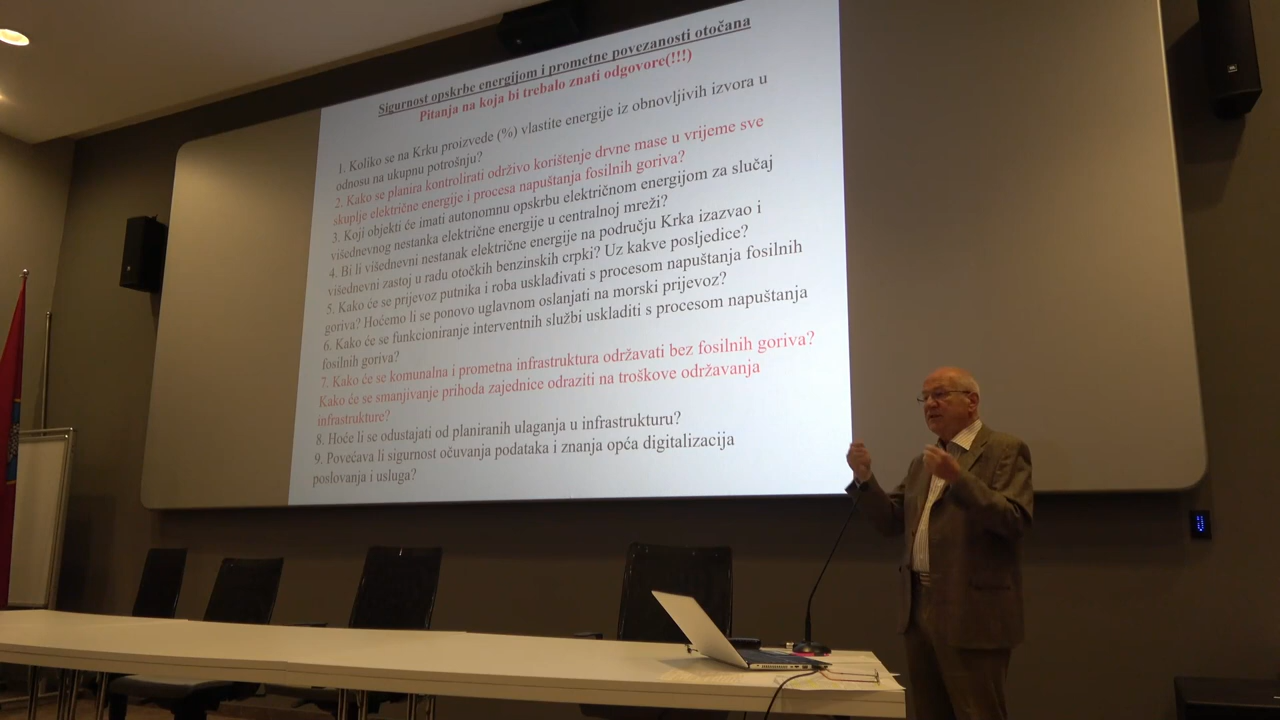 Sigurnost opskrbe energijom i prometne povezanosti otočana
Pitanja na koja bi trebalo znati odgovore(!!!)
1. Koliko se na Krku proizvede (%) vlastite energije iz obnovljivih izvora u
odnosu na ukupnu potrošnju?
2. Kako se planira kontrolirati održivo korištenje drvne mase u vrijeme sve
skuplje električne energije i procesa napuštanja fosilnih goriva?
3. Koji objekti će imati autonomnu opskrbu električnom energijom za slučaj
višednevnog nestanka električne energije u centralnoj mreži?
4. Bi li višednevni nestanak električne energije na području Krka izazvao i
višednevni zastoj u radu otočkih benzinskih crpki? Uz kakve posljedice?
5. Kako će se prijevoz putnika i roba usklađivati s procesom napuštanja fosilnih
goriva? Hoćemo li se ponovo uglavnom oslanjati na morski prijevoz?
6. Kako će se funkcioniranje interventnih službi uskladiti s procesom napuštanja
fosilnih goriva?
7. Kako će se komunalna i prometna infrastruktura održavati bez fosilnih goriva?
Kako će se smanjivanje prihoda zajednice odraziti na troškove održavanja
infrastrukture?
8. Hoće li se odustajati od planiranih ulaganja u infrastrukturu?
9. Povećava li sigurnost očuvanja podataka i znanja opća digitalizacija
poslovanja i usluga?